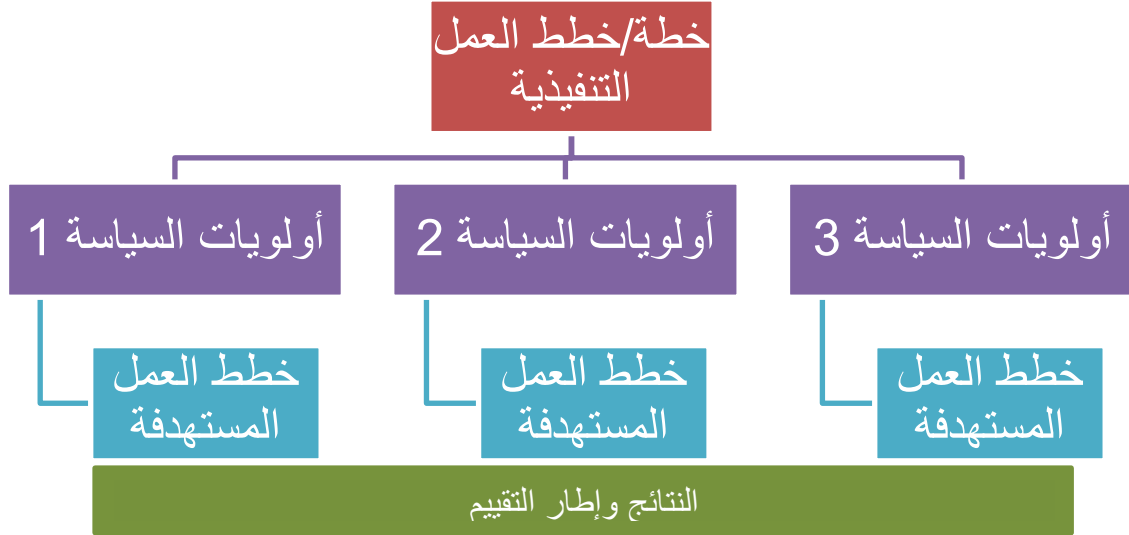 خطة/خطط العمل
التنفيذية
أولويات السياسة 1
أولويات السياسة 2
أولويات السياسة 3
خطط العمل
المستهدفة
خطط العمل
المستهدفة
خطط العمل
المستهدفة
النتائج وإطار التقييم